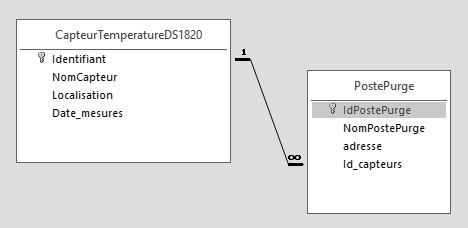 CapteurTemperatureDS1820
Identifiant
NomCapteur
Localisation
Date_mesures
1
∞
PostePurge
IdPostePurge
NomPostePurge
adresse
Id_capteurs